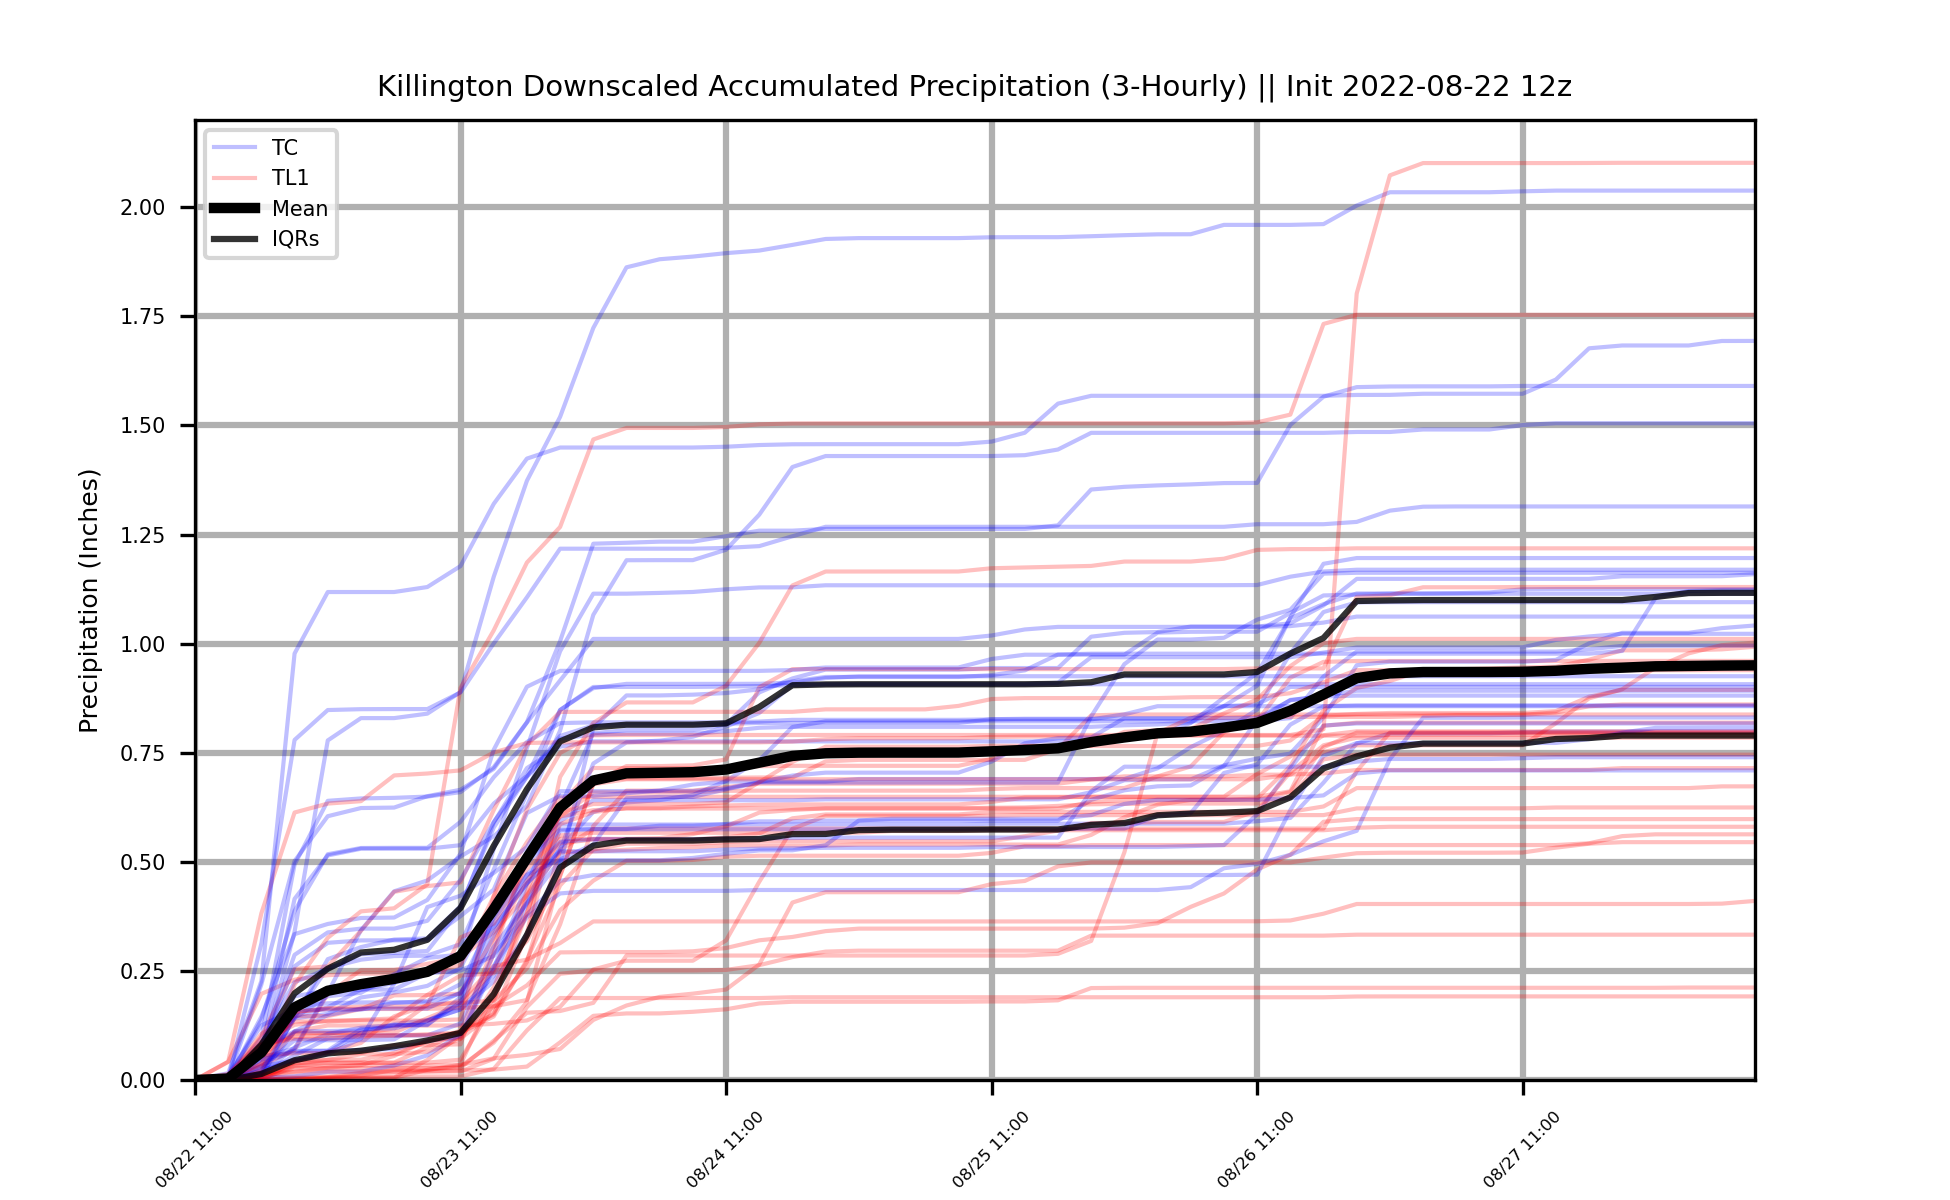 Killington Downscaled Accumulated Precipitation (3-Hourly) || Init 2022-08-22 12z
TC
TL1
Mean
IQRs
Precipitation (Inches)
2.00
1.75
1.50
1.25
1.00
0.75
0.50
0.25
0.00
08/22 11:00
08/23 11:00
08/24 11:00
08/25 11:00
08/26 11:00
08/27 11:00